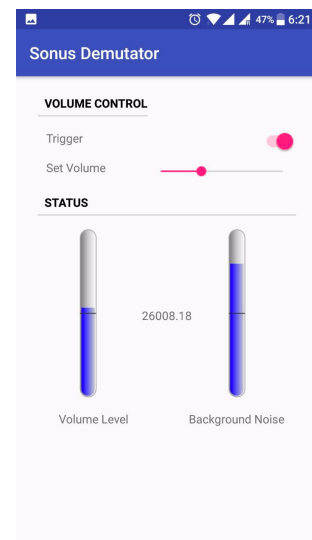 47% 6:21
Sonus Demutator
VOLUME CONTROL
Trigger
Set Volume
STATUS
26008.18
Volume Level Background Noise